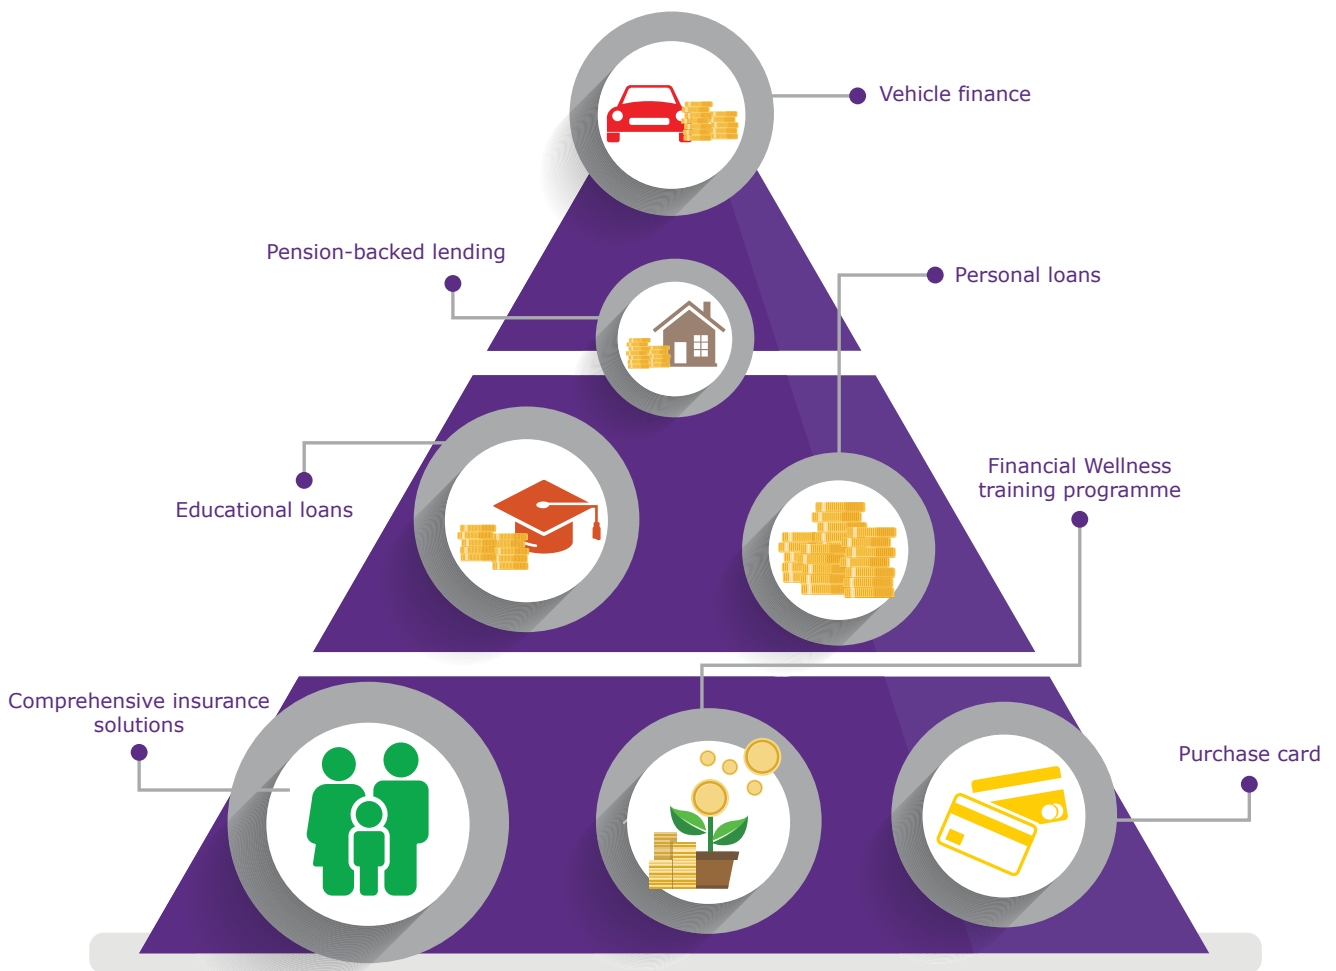 Vehicle finance
Pension-backed lending
Personal loans
Financial Wellness
training programme
Educational loans
Comprehensive insurance
solutions
Purchase card